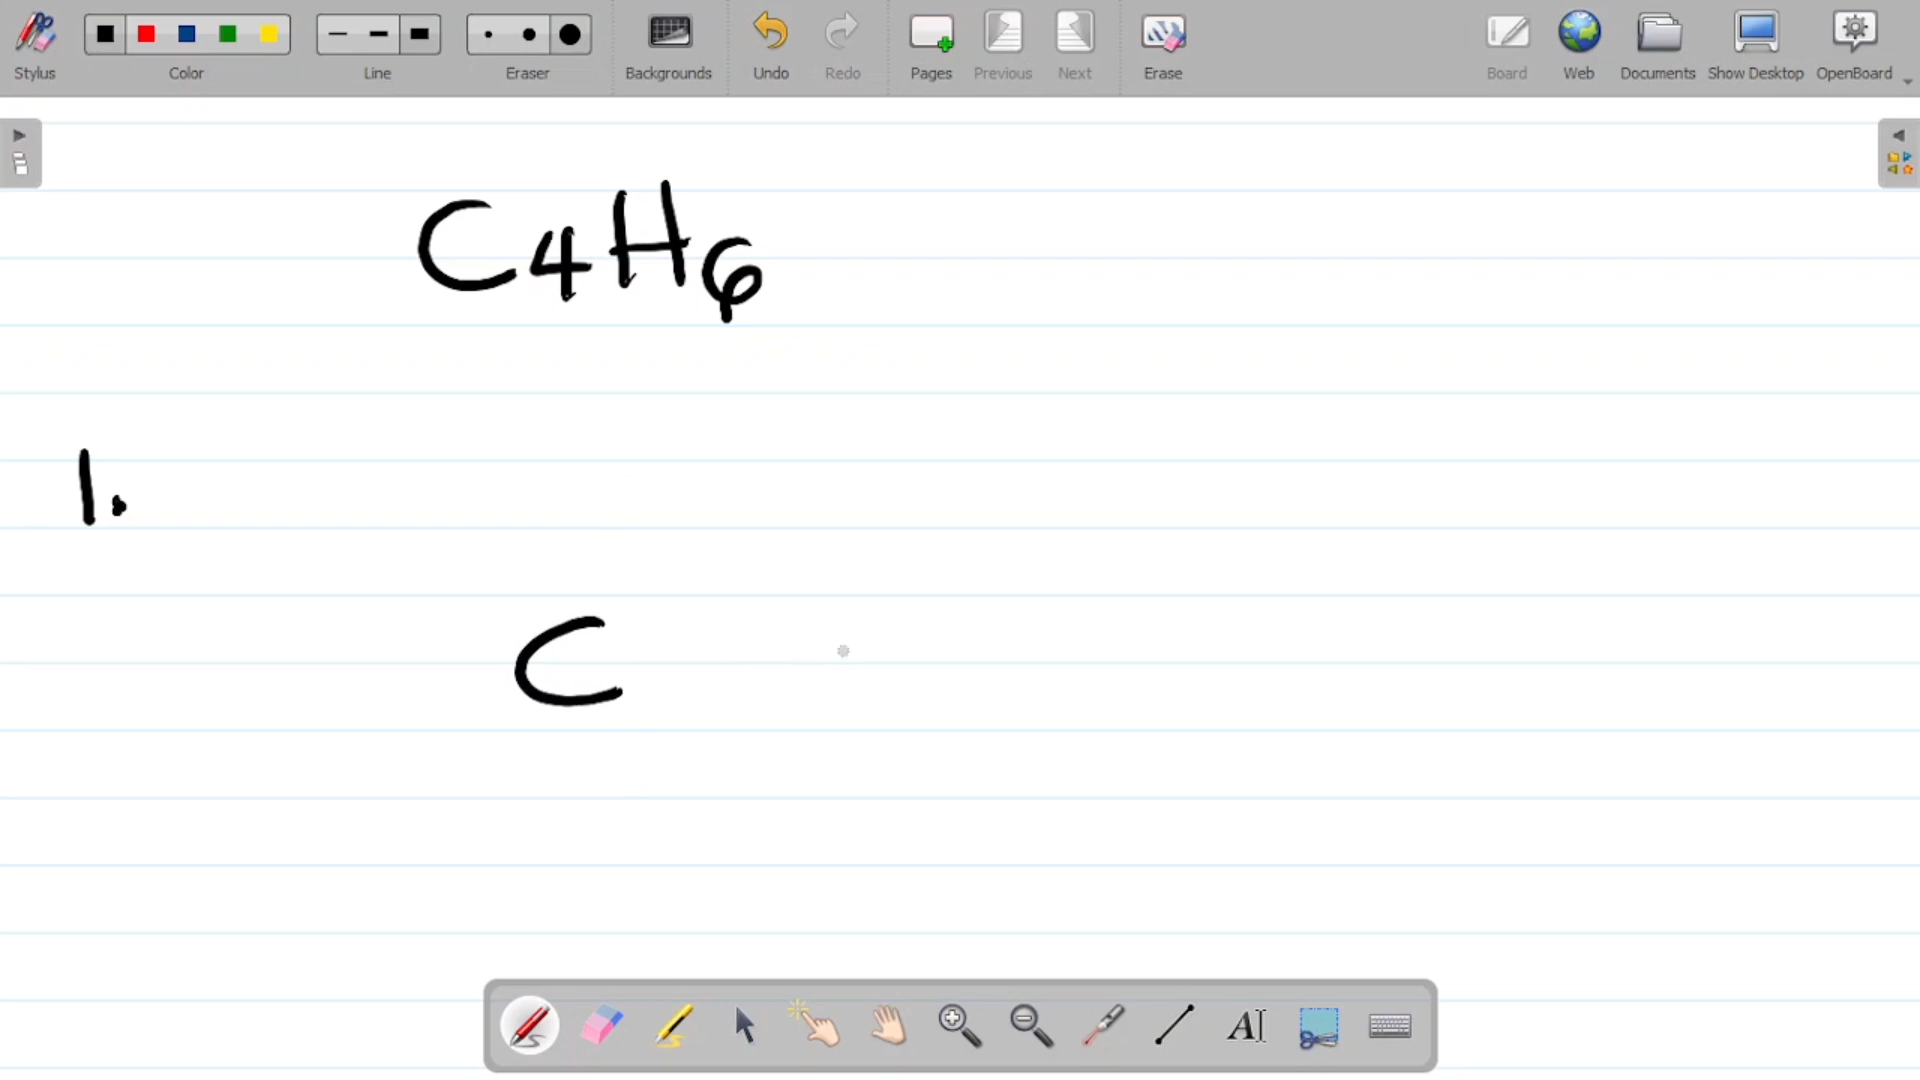 Stylus Color Line Eraser Backgrounds Undo Redo Pages Previous Next Erase Board Web Documents Show Desktop OpenBoard
C4H6
1.
C
A